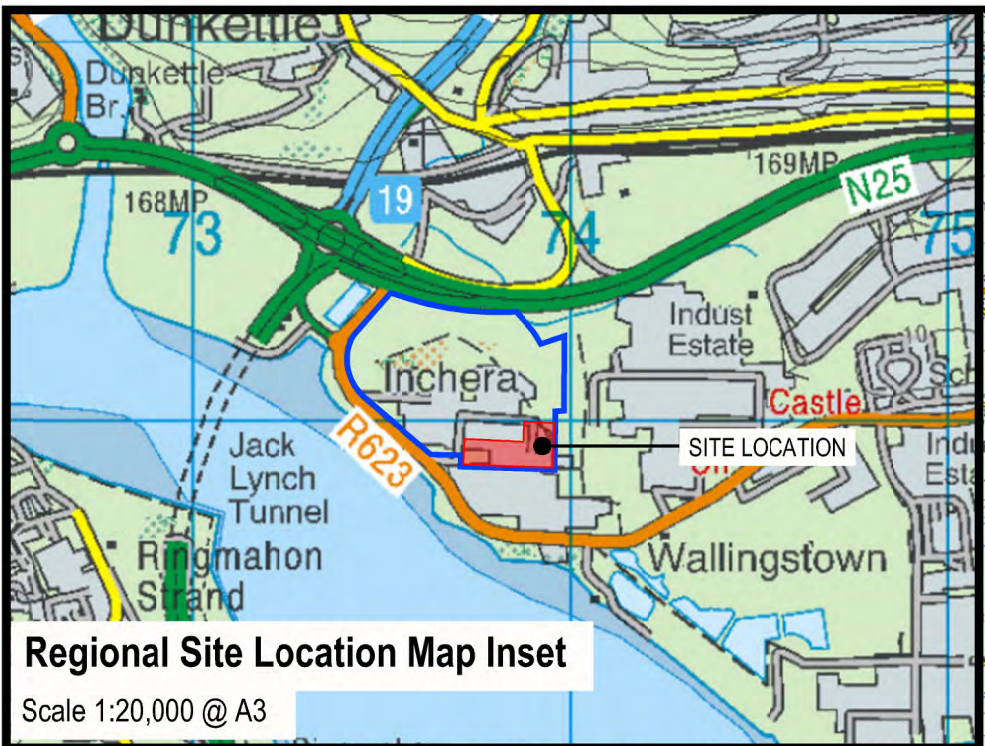 Dunkettle
Dunkettle
Br.
19
169MP
N25
168MP
73
74
75
Indust
Estate
10
Inchera
Castle
R623
SITE LOCATION
Jack
Lynch
Tunnel
Ringmahon
Strand
Wallingstown
Regional Site Location Map Inset
Scale 1:20,000 @ A3